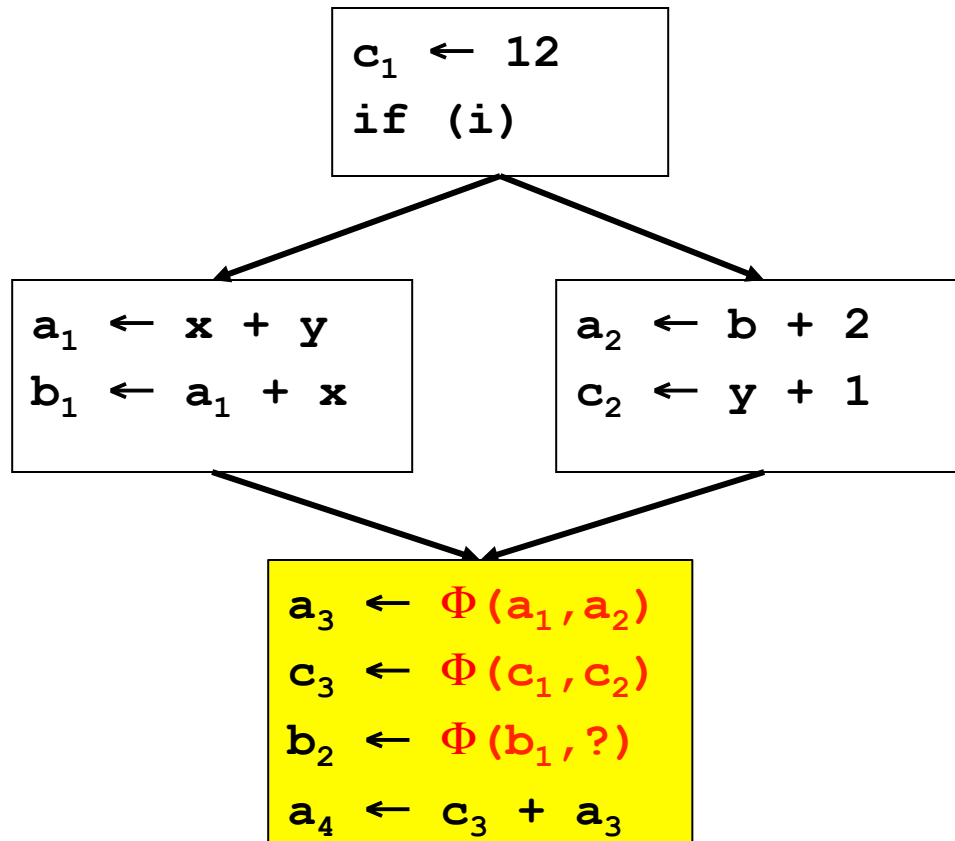 c₁ ← 12
if (i)
a₁ ← x + y
b₁ ← a₁ + x
a₂ ← b + 2
c₂ ← y + 1
a₃ ← Φ(a₁,a₂)
c₃ ← Φ(c₁,c₂)
b₂ ← Φ(b₁,?)
a₄ ← c₃ + a₃